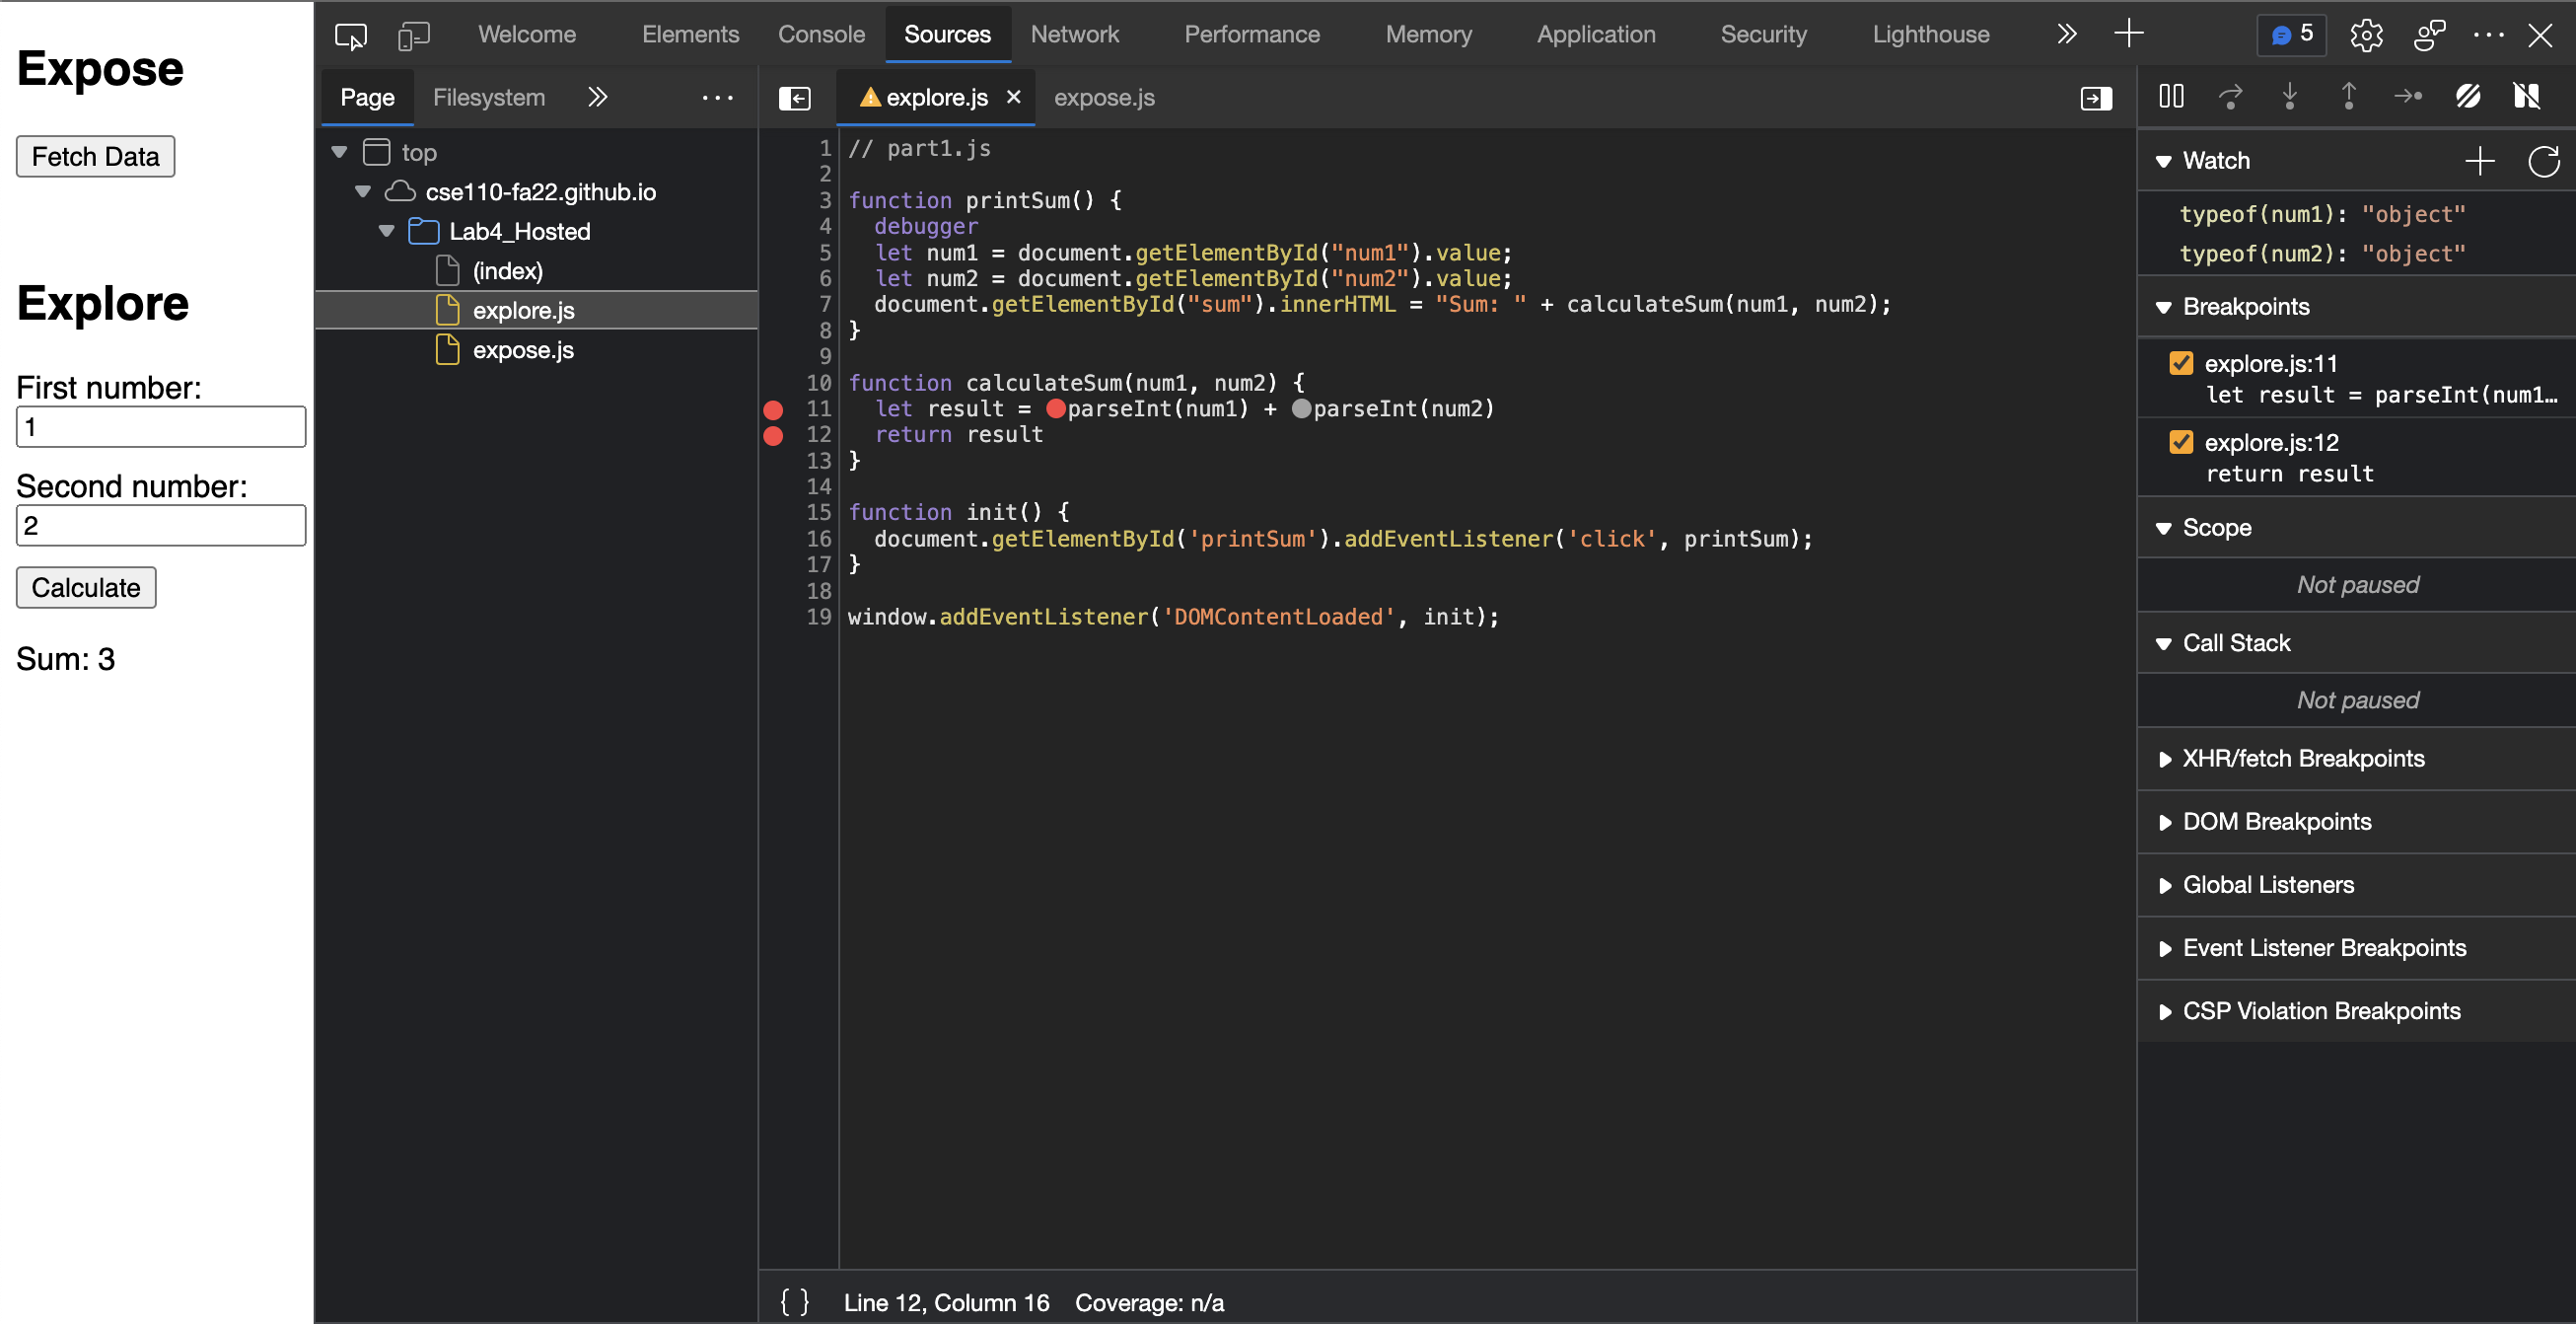 Expose
Fetch Data
Explore
First number:
1
Second number:
2
Calculate
Sum: 3
Welcome Elements Console Sources Network Performance Memory Application Security Lighthouse 5
Page Filesystem
top
cse110-fa22.github.io
Lab4_Hosted
(index)
explore.js
expose.js
explore.js expose.js
1 // part1.js
2
3 function printSum() {
4   debugger
5   let num1 = document.getElementById("num1").value;
6   let num2 = document.getElementById("num2").value;
7   document.getElementById("sum").innerHTML = "Sum: " + calculateSum(num1, num2);
8 }
9
10 function calculateSum(num1, num2) {
11   let result = parseInt(num1) + parseInt(num2)
12   return result
13 }
14
15 function init() {
16   document.getElementById('printSum').addEventListener('click', printSum);
17 }
18
19 window.addEventListener('DOMContentLoaded', init);
{ } Line 12, Column 16 Coverage: n/a
Watch
typeof(num1): "object"
typeof(num2): "object"
Breakpoints
explore.js:11
let result = parseInt(num1…
explore.js:12
return result
Scope
Not paused
Call Stack
Not paused
XHR/fetch Breakpoints
DOM Breakpoints
Global Listeners
Event Listener Breakpoints
CSP Violation Breakpoints